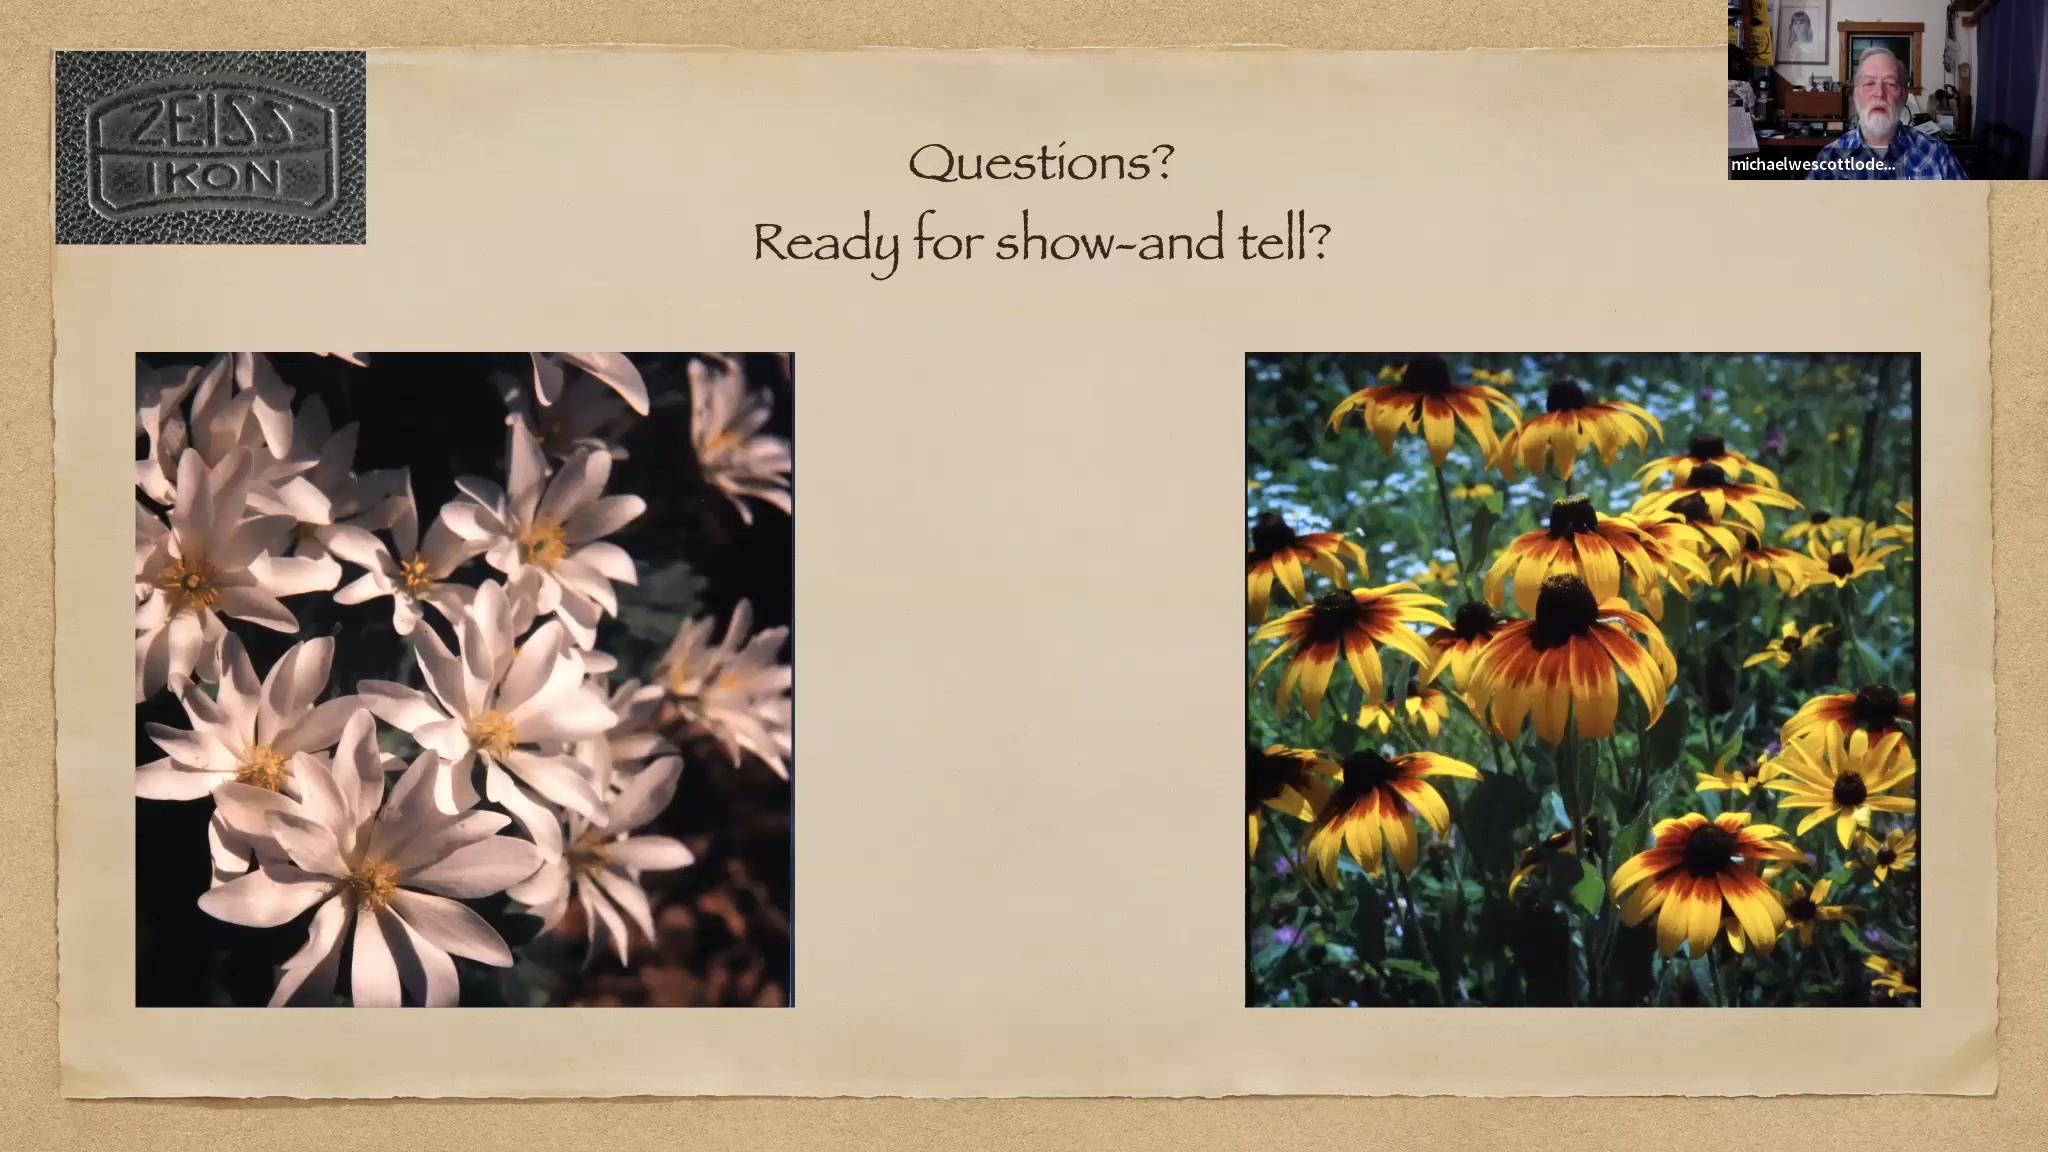 ZEISS
IKON
Questions?
Ready for show-and tell?
michaelwescottlode...